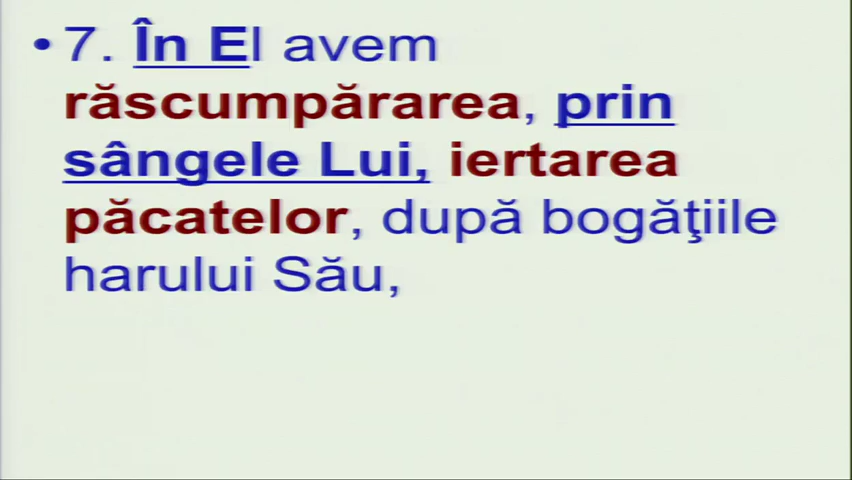 • 7. În El avem
răscumpărarea, prin
sângele Lui, iertarea
păcatelor, după bogăţiile
harului Său,